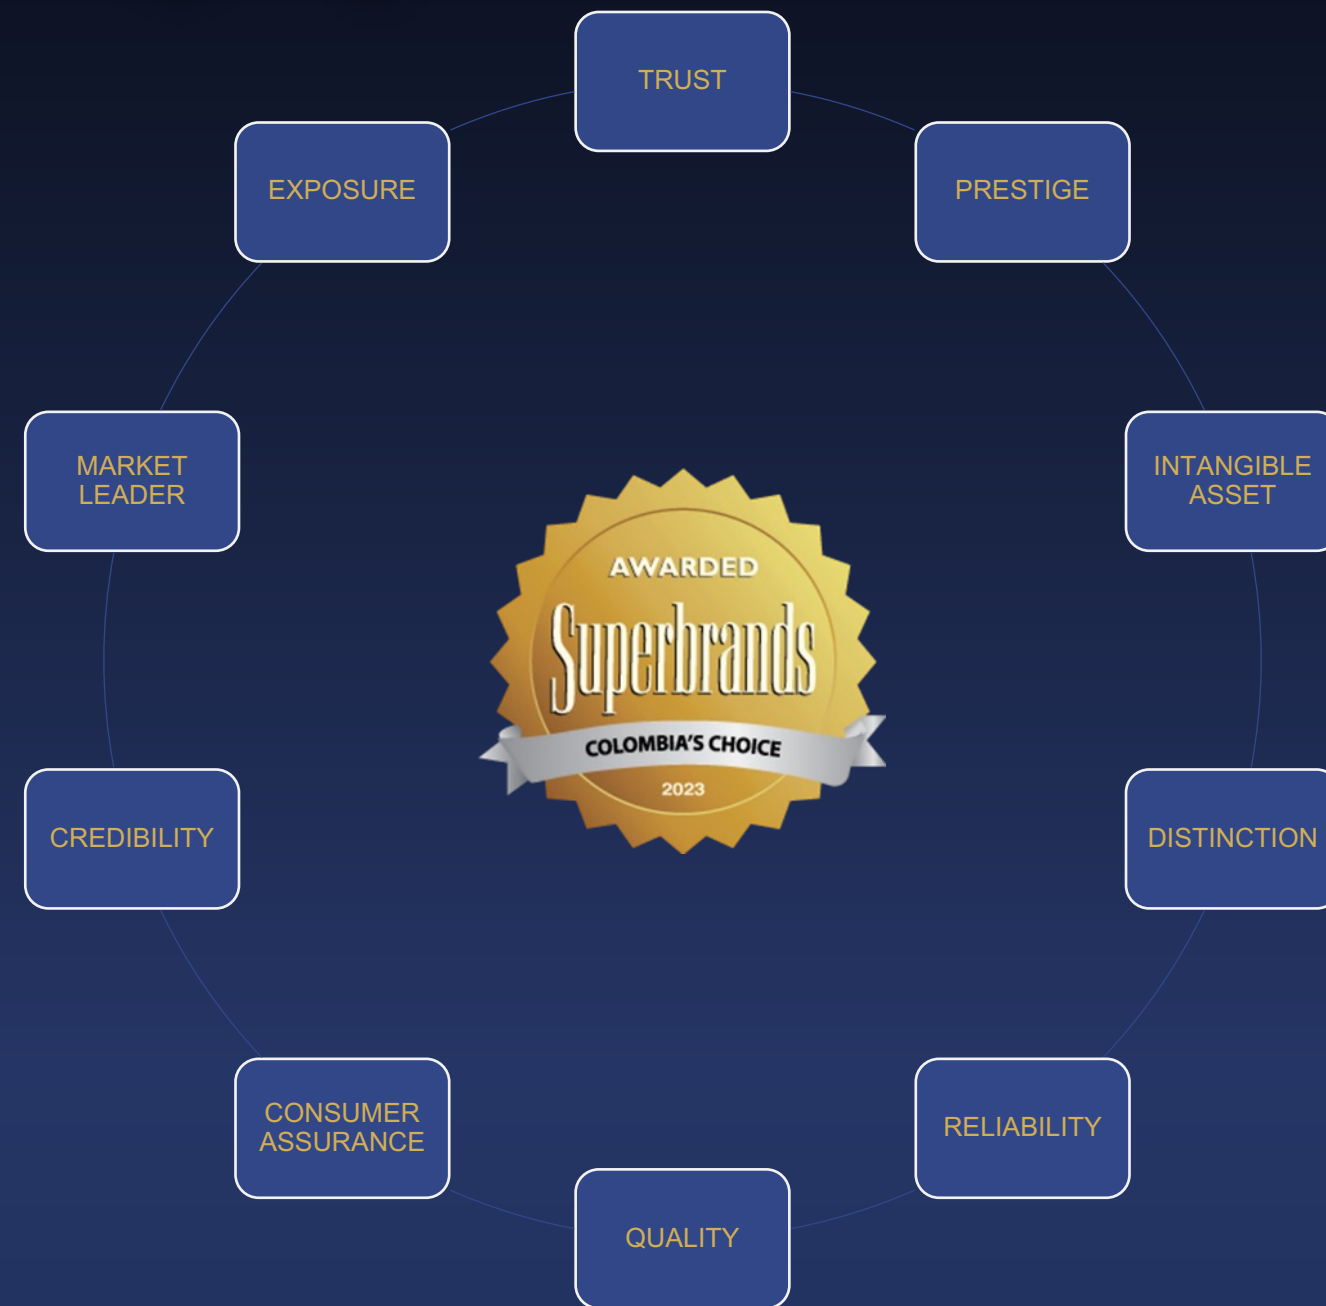 TRUST
EXPOSURE
PRESTIGE
MARKET
LEADER
INTANGIBLE
ASSET
AWARDED
Superbrands
COLOMBIA'S CHOICE
2023
CREDIBILITY
DISTINCTION
CONSUMER
ASSURANCE
RELIABILITY
QUALITY